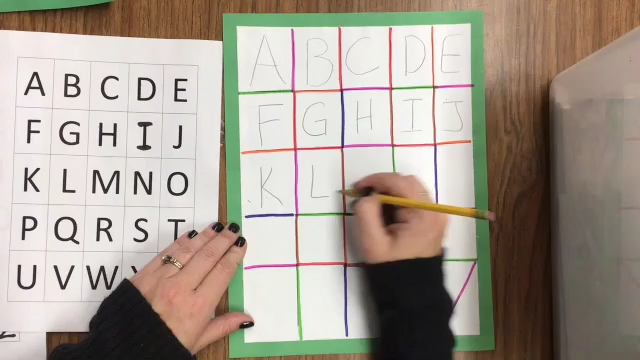 A B C D E
F G H I J
K L M N O
P Q R S T
U V W
A B C D E
F G H I J
K L